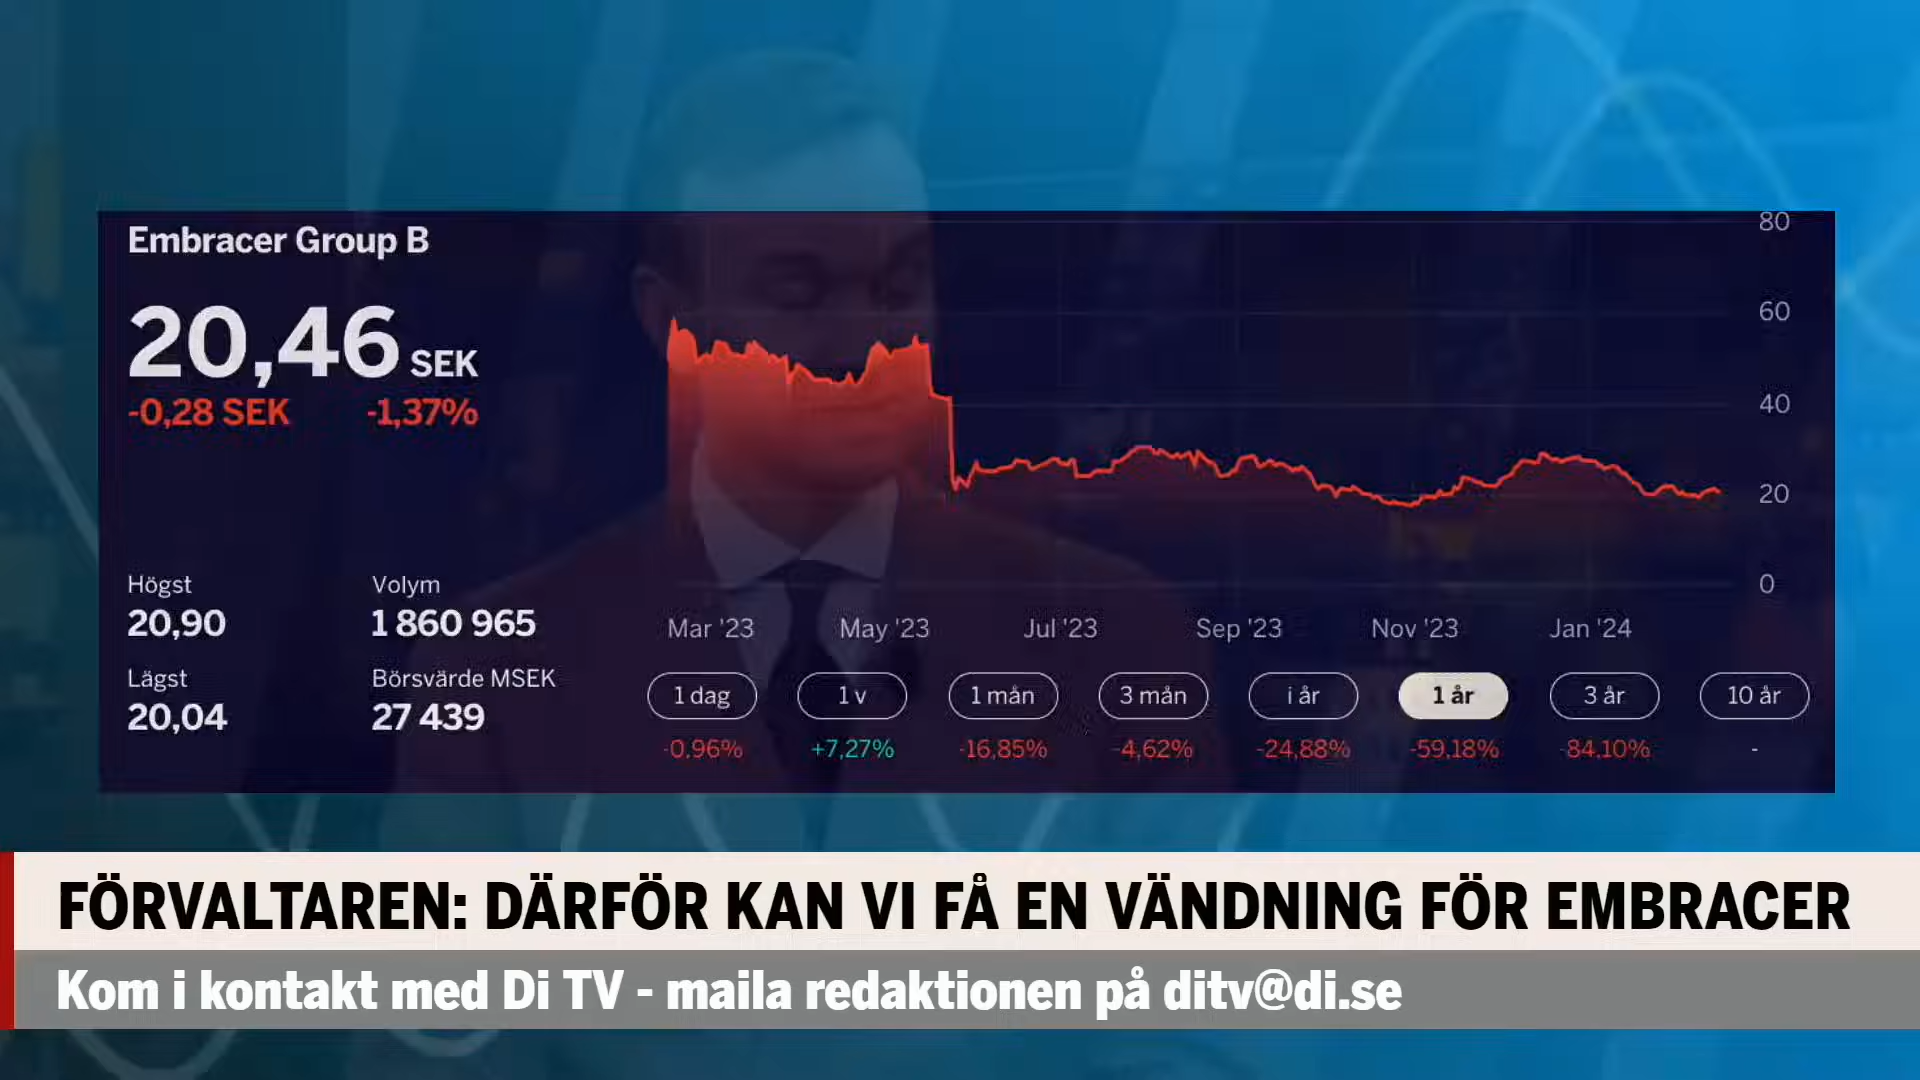 Embracer Group B
20,46 SEK
-0,28 SEK -1,37%
Högst Volym
20,90 1 860 965
Lägst Börsvärde MSEK
20,04 27 439
80
60
40
20
0
Mar '23 May '23 Jul '23 Sep '23 Nov '23 Jan '24
1 dag 1 v 1 mån 3 mån i år 1 år 3 år 10 år
-0,96% +7,27% -16,85% -4,62% -24,88% -59,18% -84,10% -
FÖRVALTAREN: DÄRFÖR KAN VI FÅ EN VÄNDNING FÖR EMBRACER
Kom i kontakt med Di TV - maila redaktionen på ditv@di.se